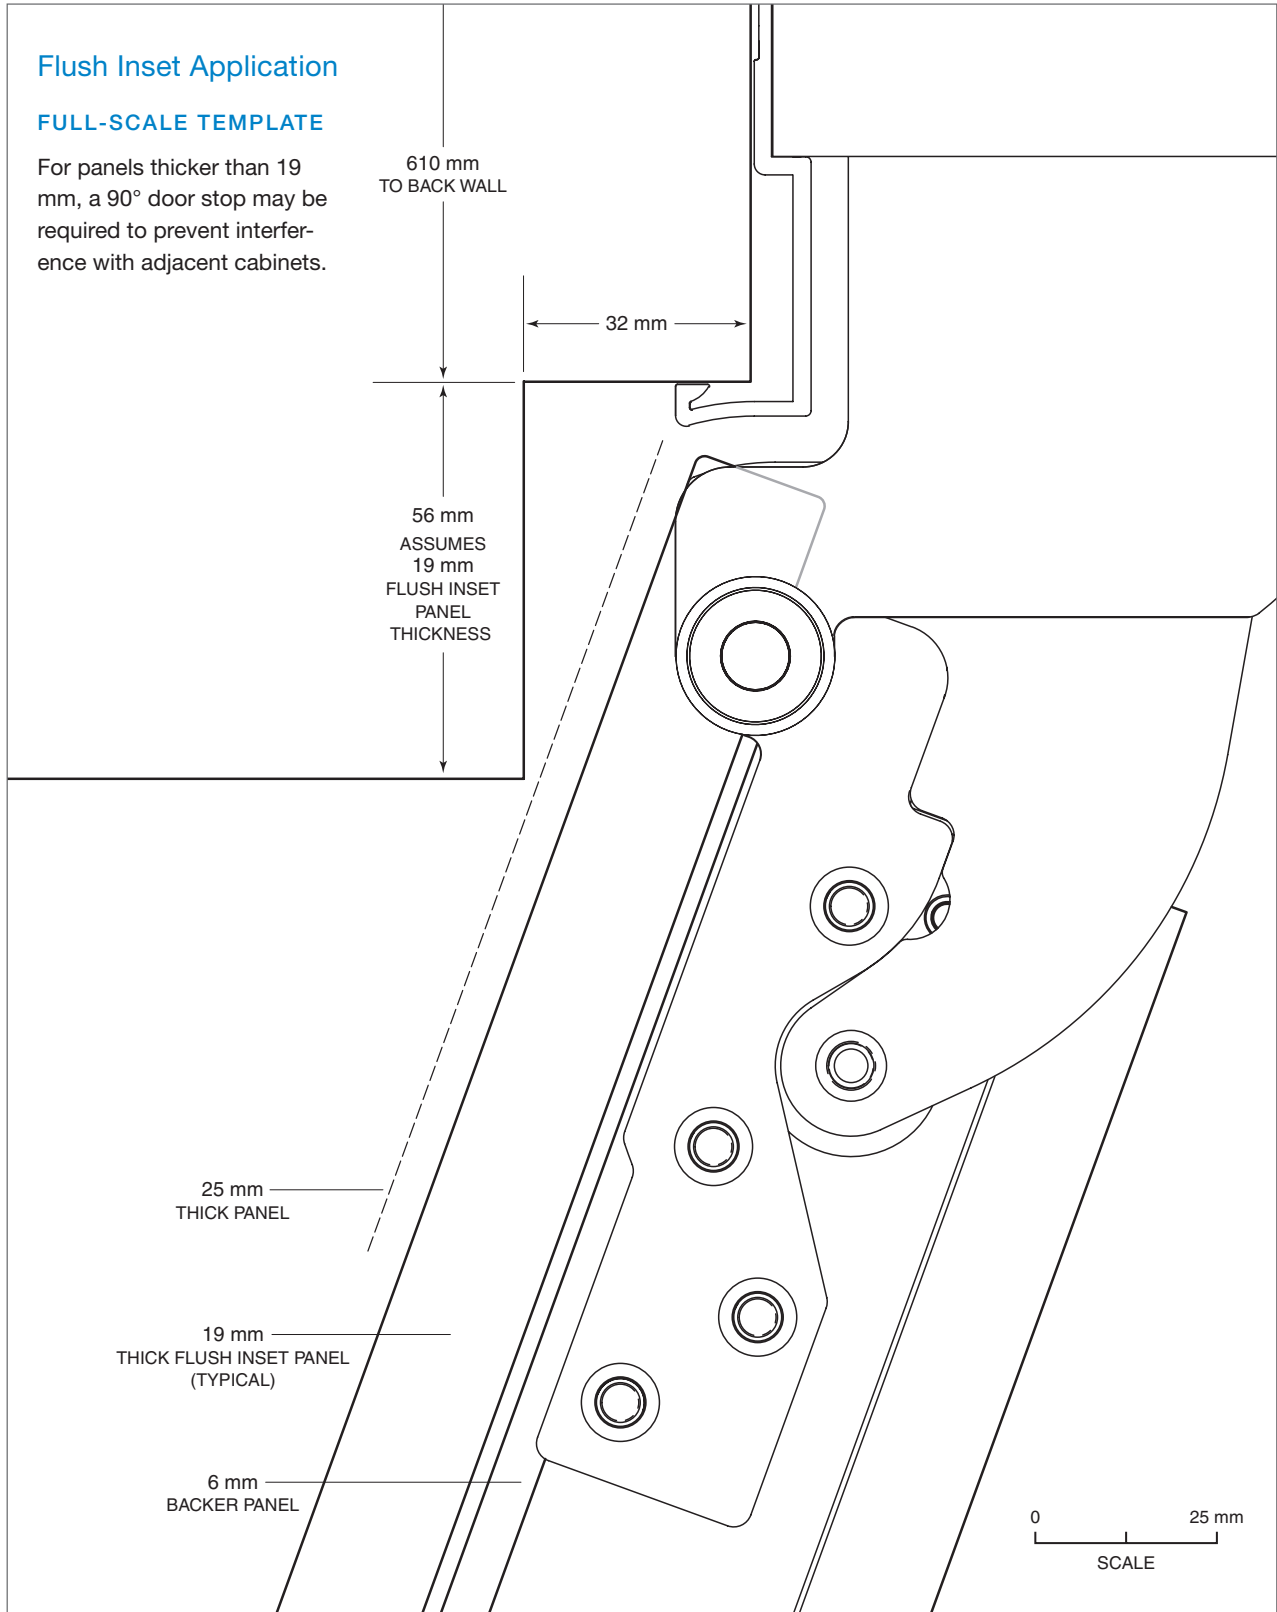 Flush Inset Application
FULL-SCALE TEMPLATE
For panels thicker than 19
mm, a 90° door stop may be
required to prevent interfer-
ence with adjacent cabinets.
610 mm
TO BACK WALL
32 mm
56 mm
ASSUMES
19 mm
FLUSH INSET
PANEL
THICKNESS
25 mm
THICK PANEL
19 mm
THICK FLUSH INSET PANEL
(TYPICAL)
6 mm
BACKER PANEL
0 25 mm
SCALE